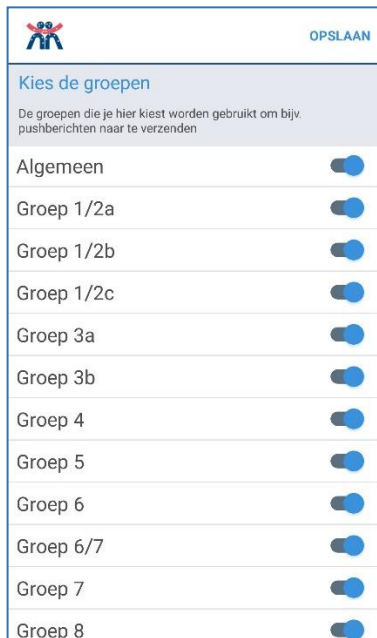 OPSLAAN
Kies de groepen
De groepen die je hier kiest worden gebruikt om bijv.
pushberichten naar te verzenden
Algemeen
Groep 1/2a
Groep 1/2b
Groep 1/2c
Groep 3a
Groep 3b
Groep 4
Groep 5
Groep 6
Groep 6/7
Groep 7
Groep 8